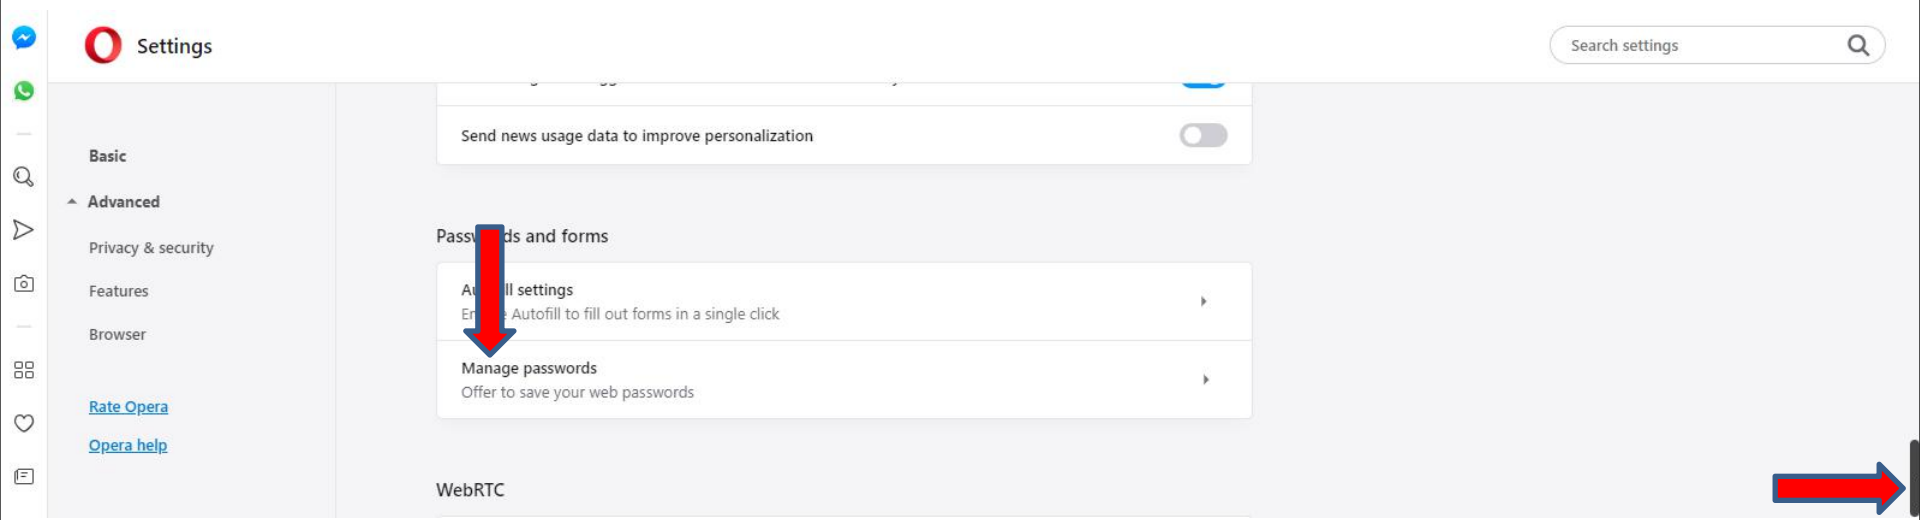 Settings
Search settings
Basic
Advanced
Privacy & security
Features
Browser
Rate Opera
Opera help
Send news usage data to improve personalization
and forms
settings
Autofill to fill out forms in a single click
Manage passwords
Offer to save your web passwords
WebRTC